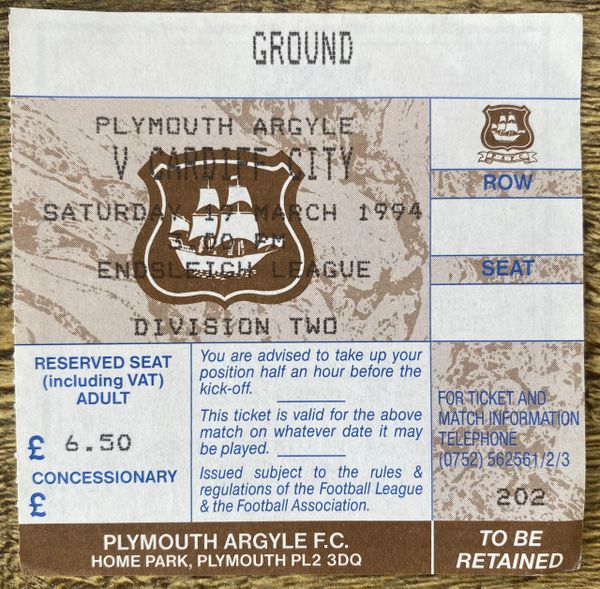 GROUND
PLYMOUTH ARGYLE
V CARDIFF CITY
SATURDAY 19 MARCH 1994
3.00 PM
ENDSLEIGH LEAGUE
DIVISION TWO
ROW
SEAT
RESERVED SEAT
(including VAT)
ADULT
£ 6.50
CONCESSIONARY
£
You are advised to take up your
position half an hour before the
kick-off.
This ticket is valid for the above
match on whatever date it may
be played.
Issued subject to the rules &
regulations of the Football League
& the Football Association.
FOR TICKET AND
MATCH INFORMATION
TELEPHONE
(0752) 562561/2/3
202
PLYMOUTH ARGYLE F.C.
HOME PARK, PLYMOUTH PL2 3DQ
TO BE
RETAINED